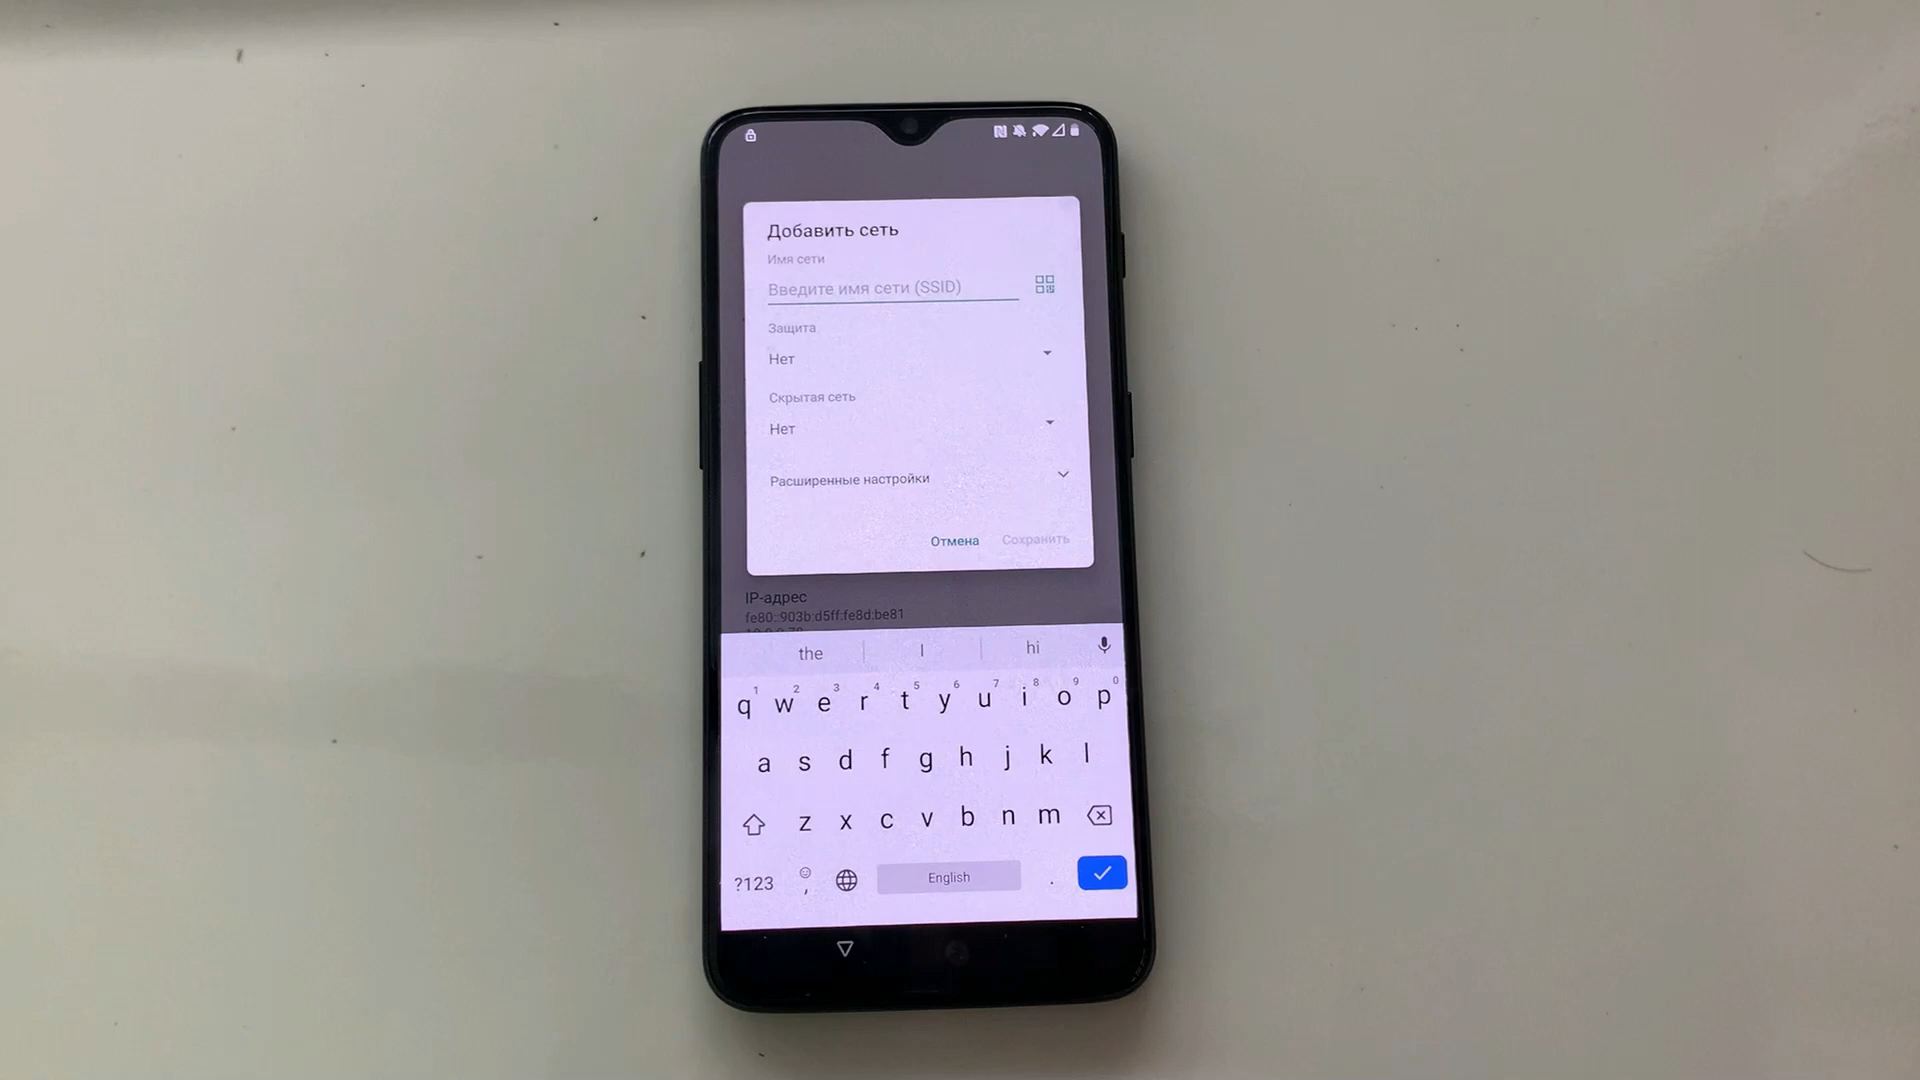 Добавить сеть
Имя сети
Введите имя сети (SSID)
Защита
Нет
Скрытая сеть
Нет
Расширенные настройки
Отмена Сохранить
IP-адрес
fe80::903b:d5ff:fe8d:be81
the I hi
1 2 3 4 5 6 7 8 9 0
q w e r t y u i o p
a s d f g h j k l
z x c v b n m
?123 , English .